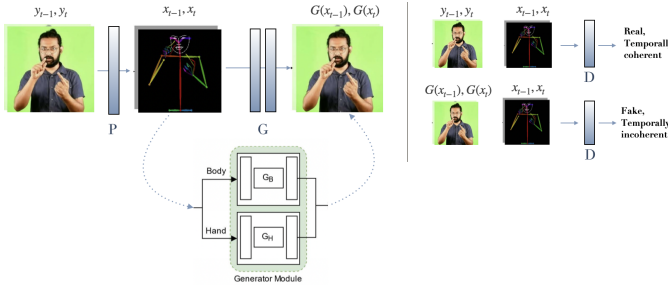 y_{t−1}, y_t
x_{t−1}, x_t
G(x_{t−1}), G(x_t)
P
G
Body
G_B
Hand
G_H
Generator Module
y_{t−1}, y_t
x_{t−1}, x_t
D
Real,
Temporally
coherent
G(x_{t−1}), G(x_t)
x_{t−1}, x_t
D
Fake,
Temporally
incoherent